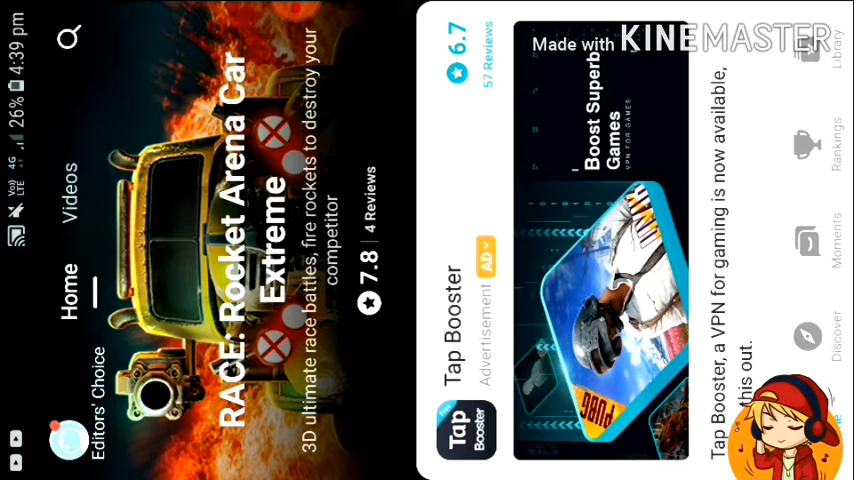 4G
VoLTE
26%
4:39 pm
Home
Videos
Editors' Choice
RACE: Rocket Arena Car
Extreme
3D ultimate race battles, fire rockets to destroy your
competitor
7.8 | 4 Reviews
Tap Booster
Advertisement
AD
6.7
57 Reviews
Tap
Booster
Boost Superb
Games
VPN FOR GAMES
PUBG
Made with KINEMASTER
Tap Booster, a VPN for gaming is now available,
this out.
Discover
Moments
Rankings
Library